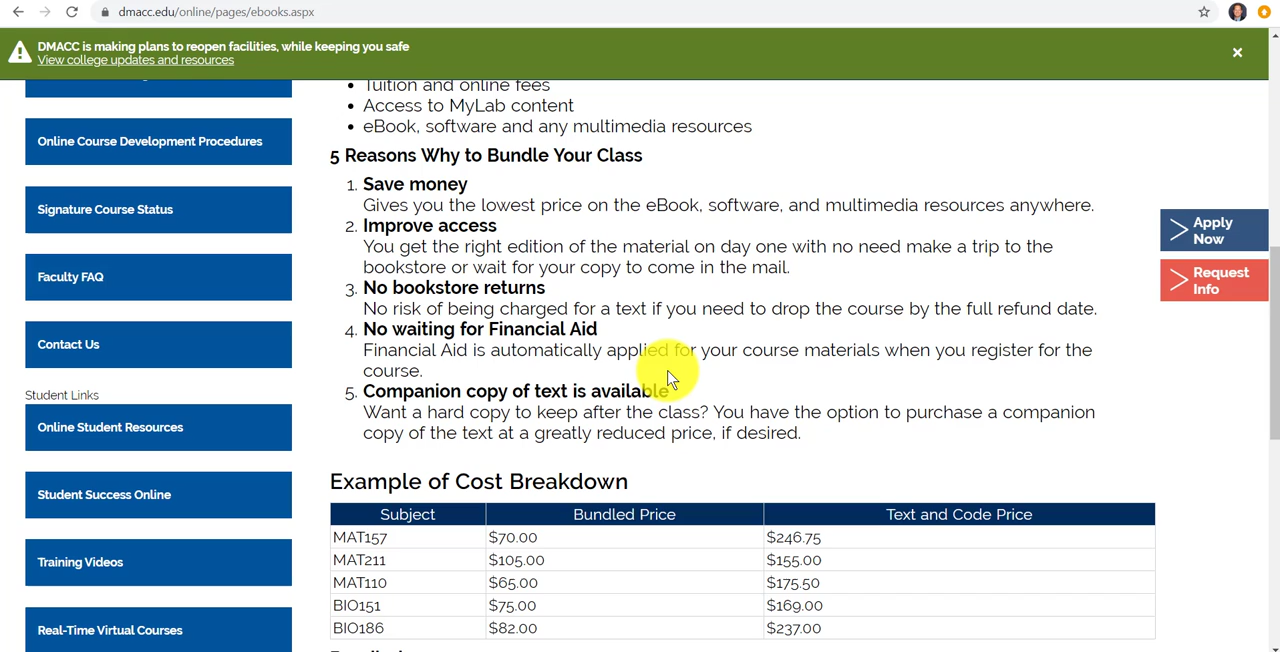 dmacc.edu/online/pages/ebooks.aspx
DMACC is making plans to reopen facilities, while keeping you safe
View college updates and resources
Online Course Development Procedures
Signature Course Status
Faculty FAQ
Contact Us
Student Links
Online Student Resources
Student Success Online
Training Videos
Real-Time Virtual Courses
• Tuition and online fees
• Access to MyLab content
• eBook, software and any multimedia resources
5 Reasons Why to Bundle Your Class
1. Save money
Gives you the lowest price on the eBook, software, and multimedia resources anywhere.
2. Improve access
You get the right edition of the material on day one with no need make a trip to the
bookstore or wait for your copy to come in the mail.
3. No bookstore returns
No risk of being charged for a text if you need to drop the course by the full refund date.
4. No waiting for Financial Aid
Financial Aid is automatically applied for your course materials when you register for the
course.
5. Companion copy of text is available
Want a hard copy to keep after the class? You have the option to purchase a companion
copy of the text at a greatly reduced price, if desired.
Example of Cost Breakdown
Subject Bundled Price Text and Code Price
MAT157 $70.00 $246.75
MAT211 $105.00 $155.00
MAT110 $65.00 $175.50
BIO151 $75.00 $169.00
BIO186 $82.00 $237.00
Apply
Now
Request
Info